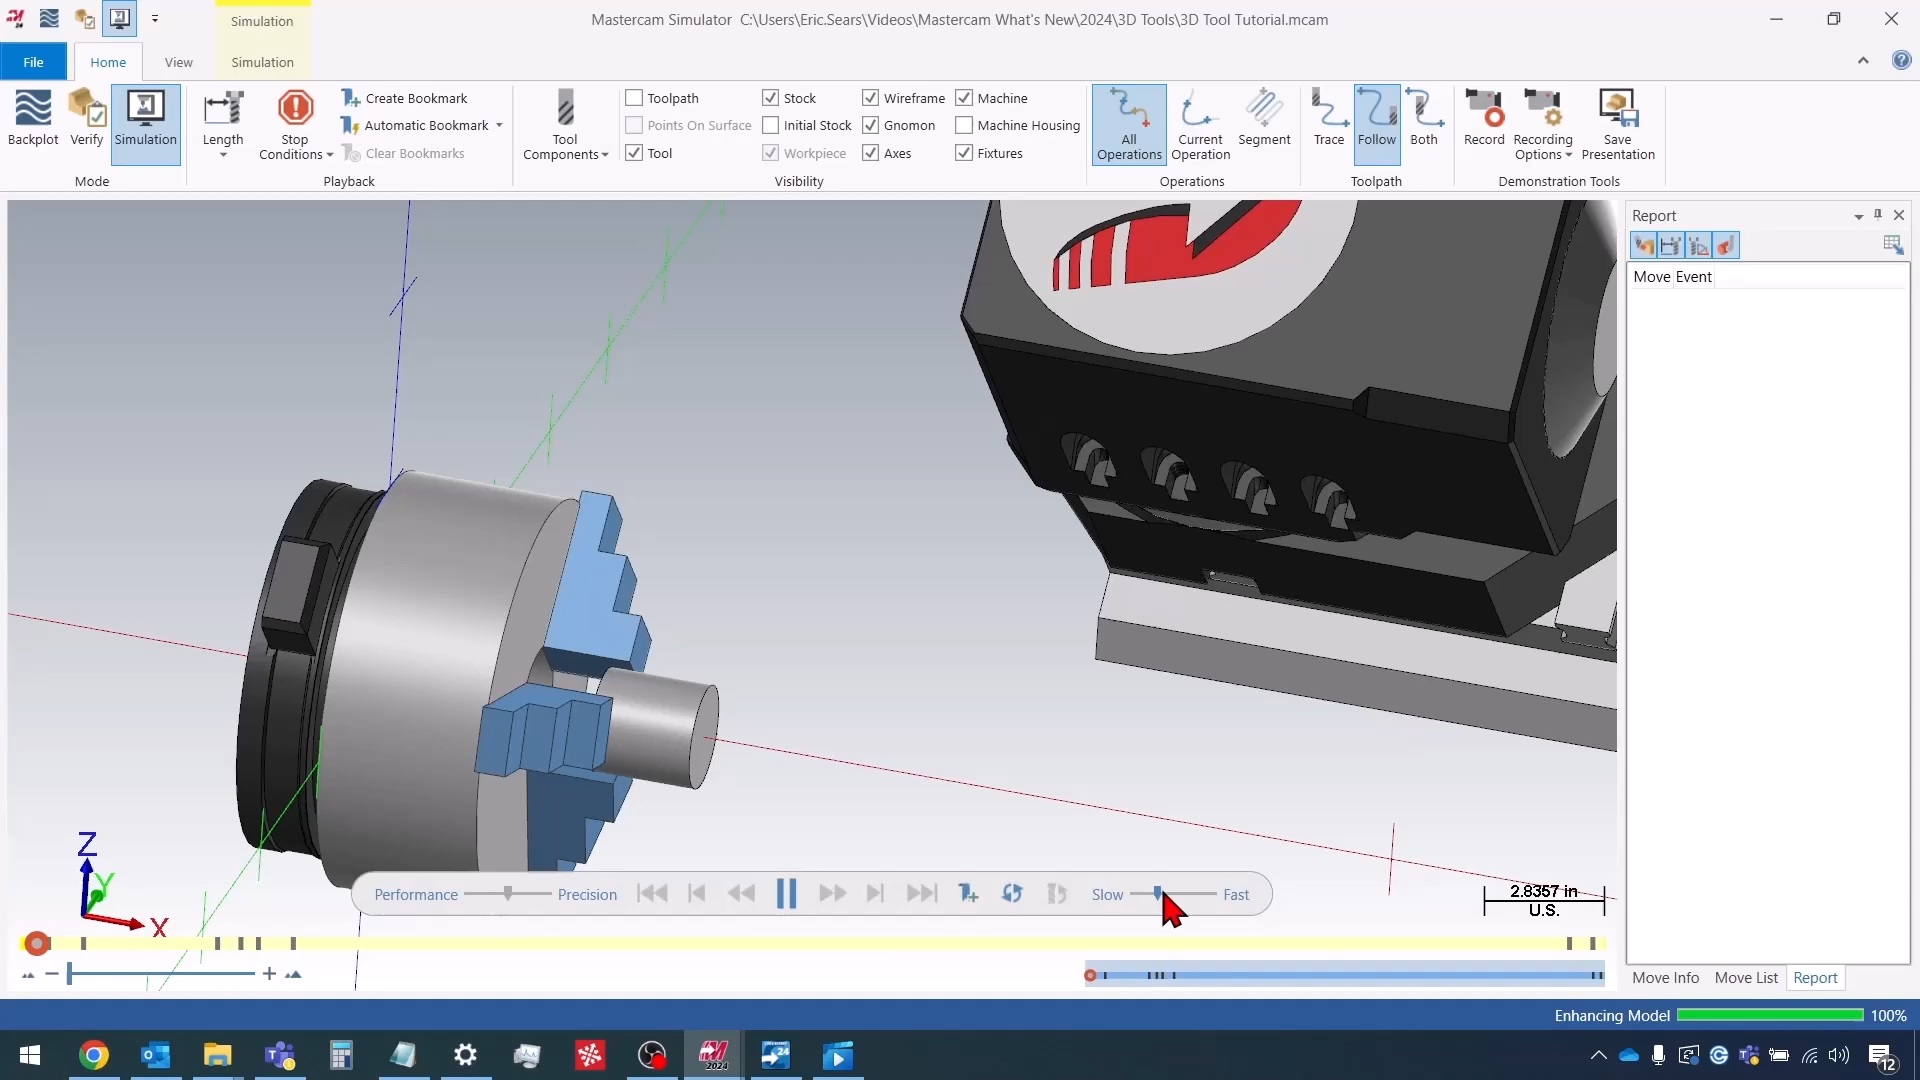 Simulation
Mastercam Simulator C:\Users\Eric.Sears\Videos\Mastercam What's New\2024\3D Tools\3D Tool Tutorial.mcam
File
Home
View
Simulation
Backplot
Verify
Simulation
Mode
Length
Stop
Conditions
Create Bookmark
Automatic Bookmark
Clear Bookmarks
Playback
Tool
Components
Toolpath
Points On Surface
Tool
Stock
Initial Stock
Workpiece
Wireframe
Gnomon
Axes
Machine
Machine Housing
Fixtures
Visibility
All
Operations
Current
Operation
Segment
Operations
Trace
Follow
Both
Toolpath
Record
Recording
Options
Save
Presentation
Demonstration Tools
Report
Move Event
Z
Y
X
Performance
Precision
Slow
Fast
2.8357 in
U.S.
Move Info
Move List
Report
Enhancing Model
100%
2024
24
12